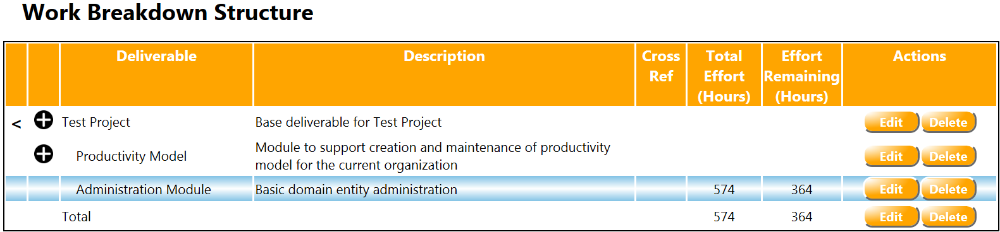 Work Breakdown Structure
Deliverable Description Cross Ref Total Effort (Hours) Effort Remaining (Hours) Actions
< Test Project Base deliverable for Test Project Edit Delete
Productivity Model Module to support creation and maintenance of productivity model for the current organization Edit Delete
Administration Module Basic domain entity administration 574 364 Edit Delete
Total 574 364 Edit Delete